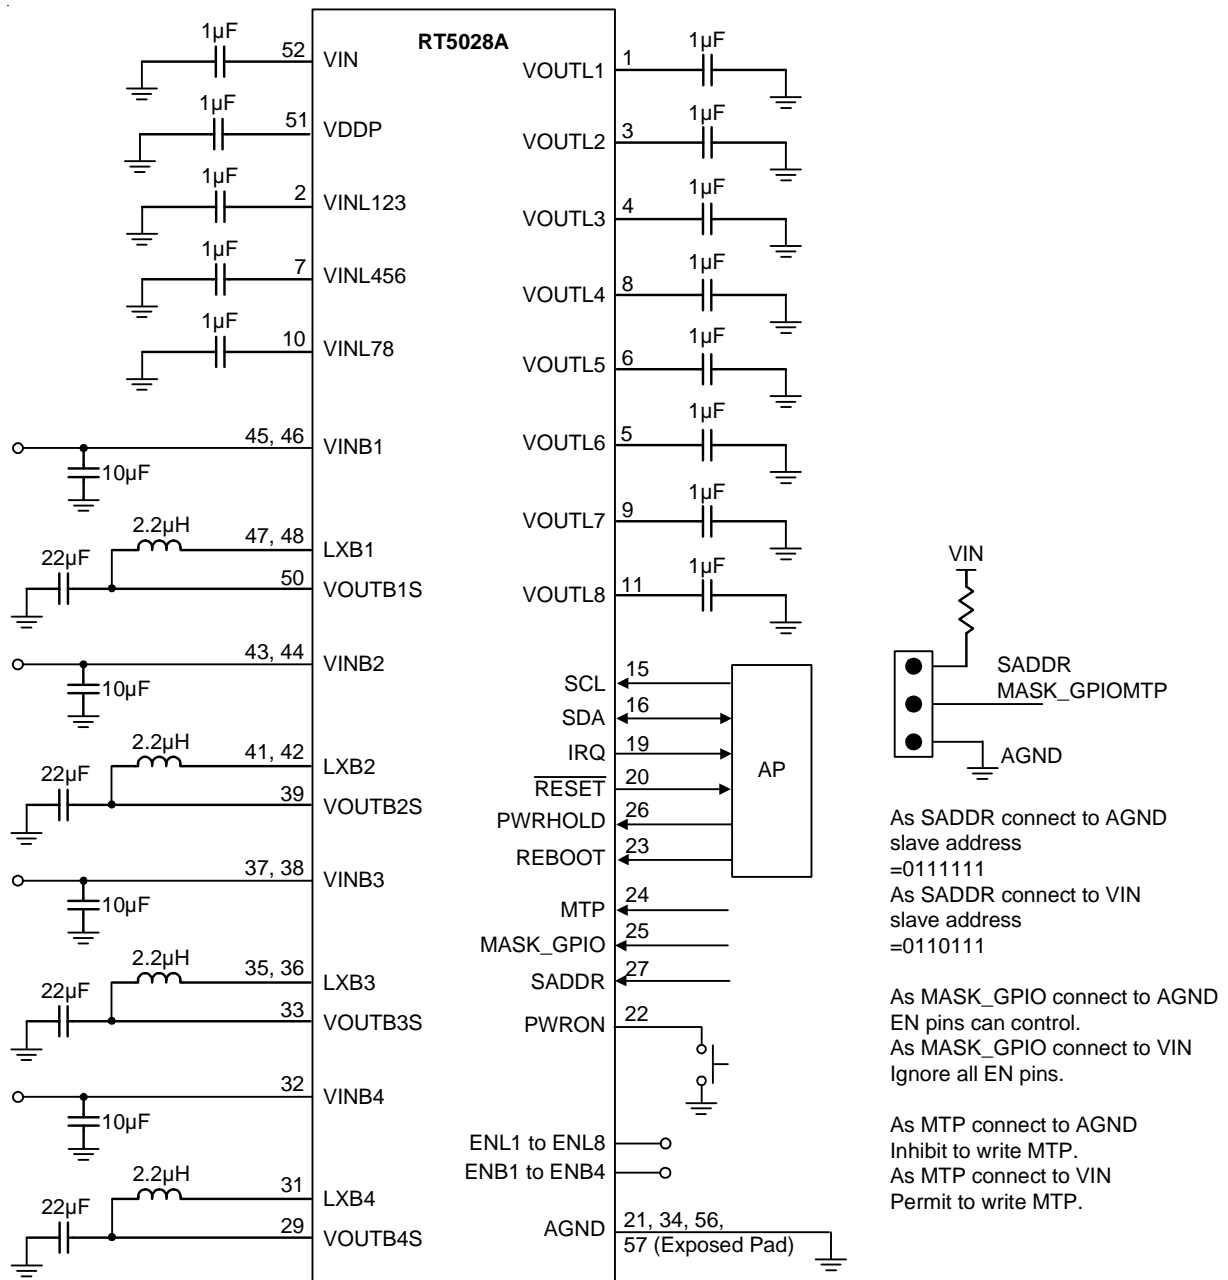 RT5028A
1µF
52
VIN
1µF
51
VDDP
1µF
2
VINL123
1µF
7
VINL456
1µF
10
VINL78
45, 46
VINB1
10µF
2.2µH
47, 48
LXB1
22µF
50
VOUTB1S
43, 44
VINB2
10µF
2.2µH
41, 42
LXB2
22µF
39
VOUTB2S
37, 38
VINB3
10µF
2.2µH
35, 36
LXB3
22µF
33
VOUTB3S
32
VINB4
10µF
2.2µH
31
LXB4
22µF
29
VOUTB4S
VOUTL1
1
1µF
VOUTL2
3
1µF
VOUTL3
4
1µF
VOUTL4
8
1µF
VOUTL5
6
1µF
VOUTL6
5
1µF
VOUTL7
9
1µF
VOUTL8
11
1µF
SCL
15
SDA
16
IRQ
19
RESET
20
PWRHOLD
26
REBOOT
23
AP
MTP
24
MASK_GPIO
25
SADDR
27
PWRON
22
ENL1 to ENL8
ENB1 to ENB4
AGND
21, 34, 56,
57 (Exposed Pad)
VIN
SADDR
MASK_GPIOMTP
AGND
As SADDR connect to AGND
slave address
=0111111
As SADDR connect to VIN
slave address
=0110111
As MASK_GPIO connect to AGND
EN pins can control.
As MASK_GPIO connect to VIN
Ignore all EN pins.
As MTP connect to AGND
Inhibit to write MTP.
As MTP connect to VIN
Permit to write MTP.